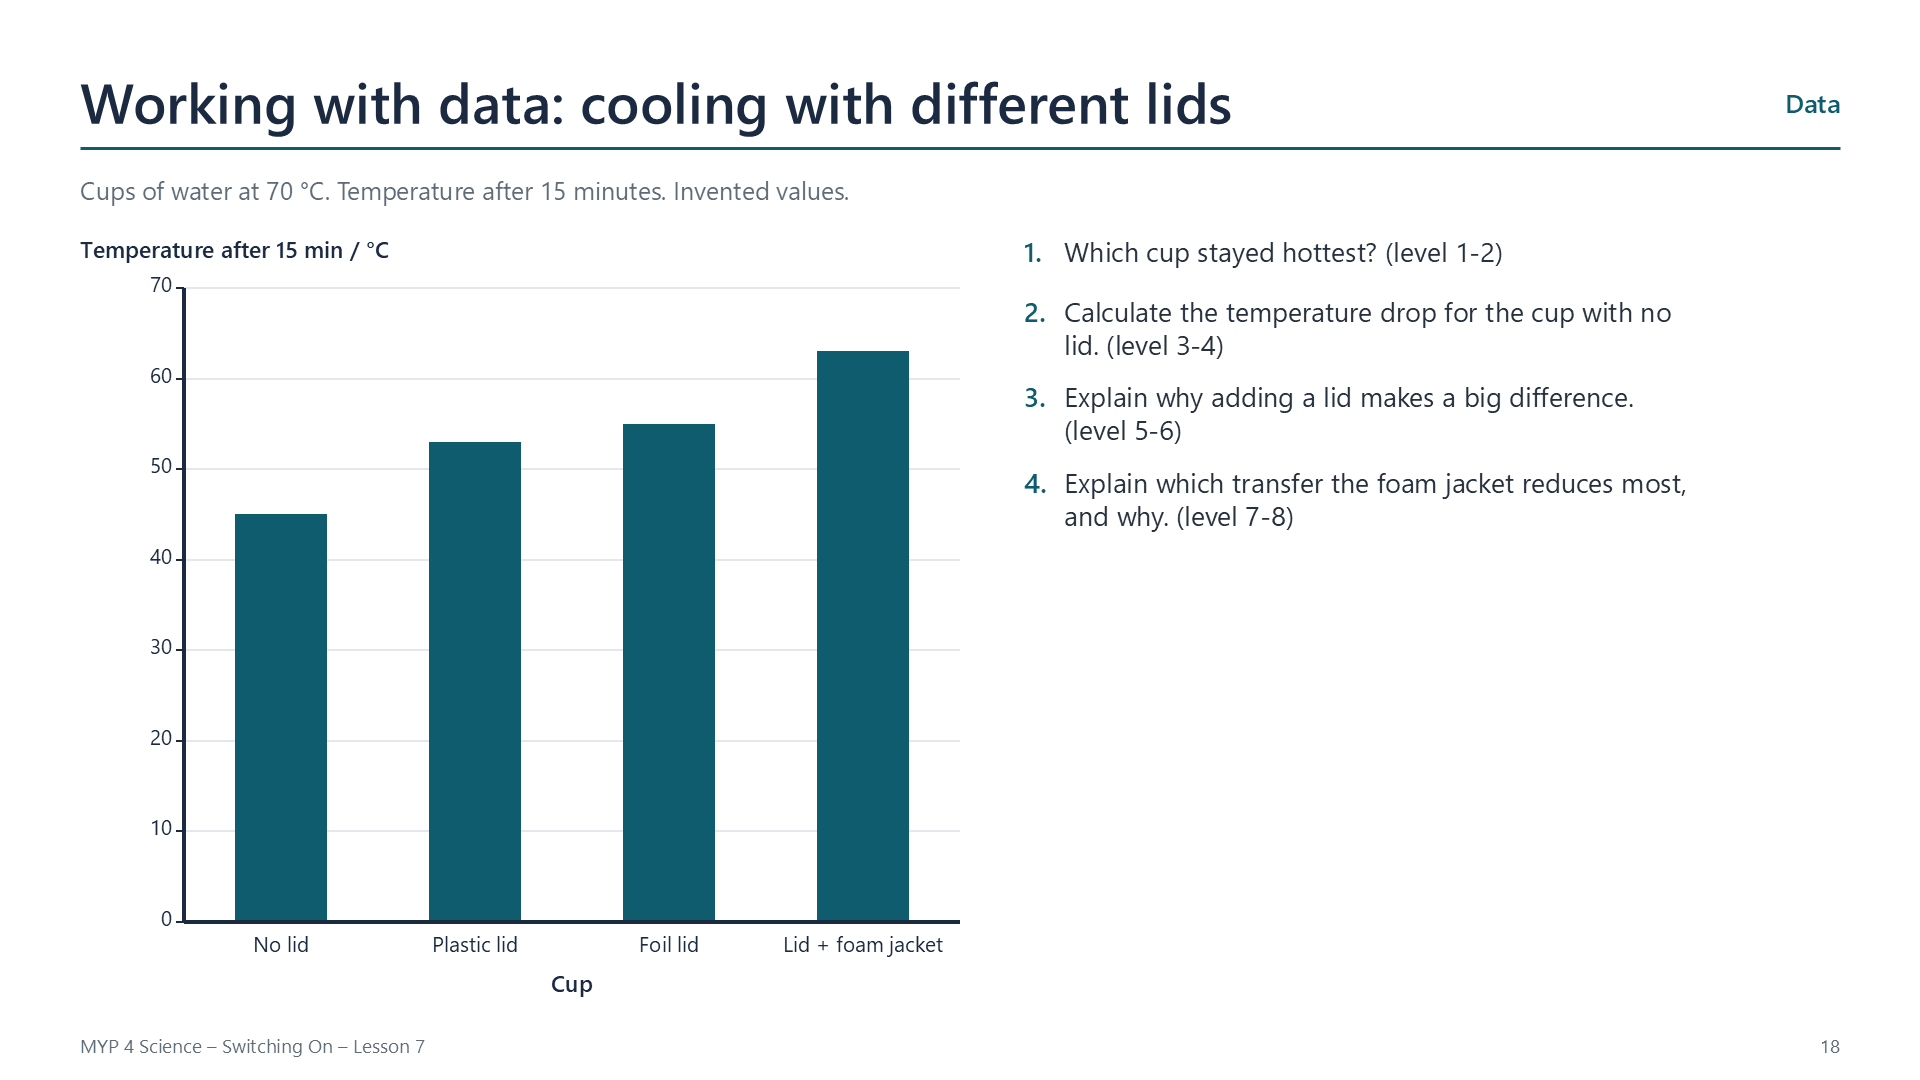 Working with data: cooling with different lids
Data
Cups of water at 70 °C. Temperature after 15 minutes. Invented values.
Temperature after 15 min / °C
70
60
50
40
30
20
10
0
No lid
Plastic lid
Foil lid
Lid + foam jacket
Cup
1. Which cup stayed hottest? (level 1-2)
2. Calculate the temperature drop for the cup with no
lid. (level 3-4)
3. Explain why adding a lid makes a big difference.
(level 5-6)
4. Explain which transfer the foam jacket reduces most,
and why. (level 7-8)
MYP 4 Science – Switching On – Lesson 7
18